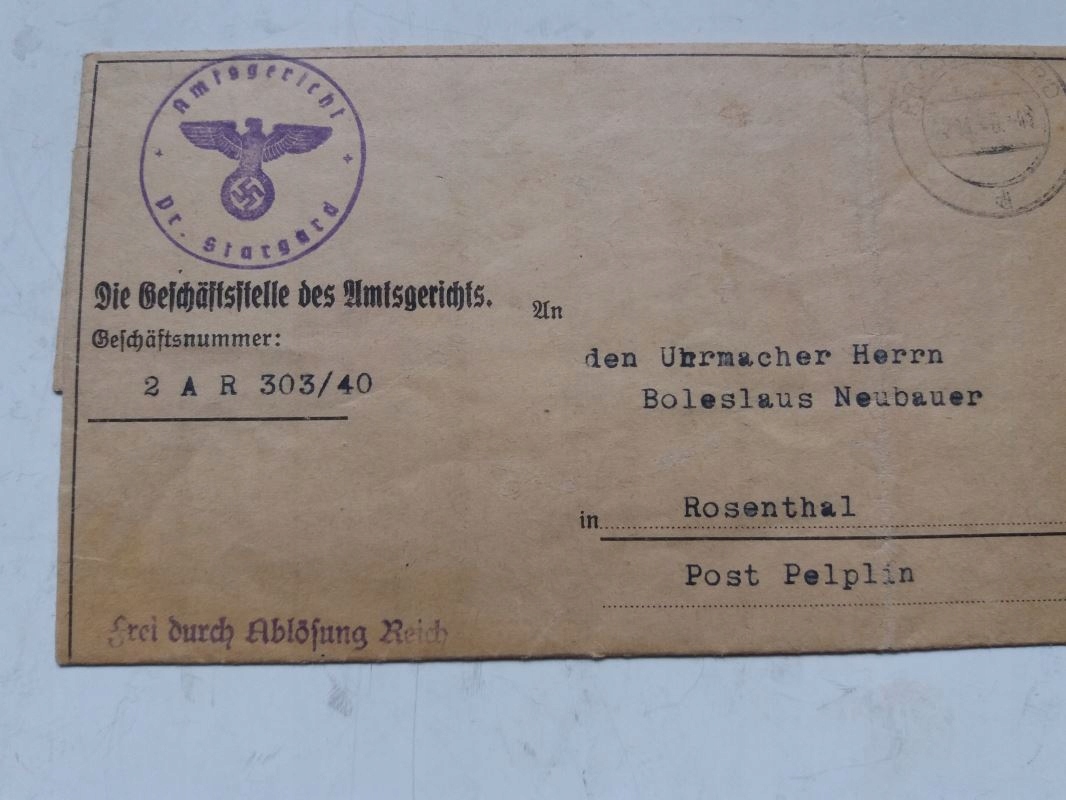 Amtsgericht
Pr. Stargard
Die Geschäftsstelle des Amtsgerichts.
Geschäftsnummer:
2 A R 303/40
An
den Uhrmacher Herrn
Boleslaus Neubauer
in Rosenthal
Post Pelplin
Frei durch Ablösung Reich